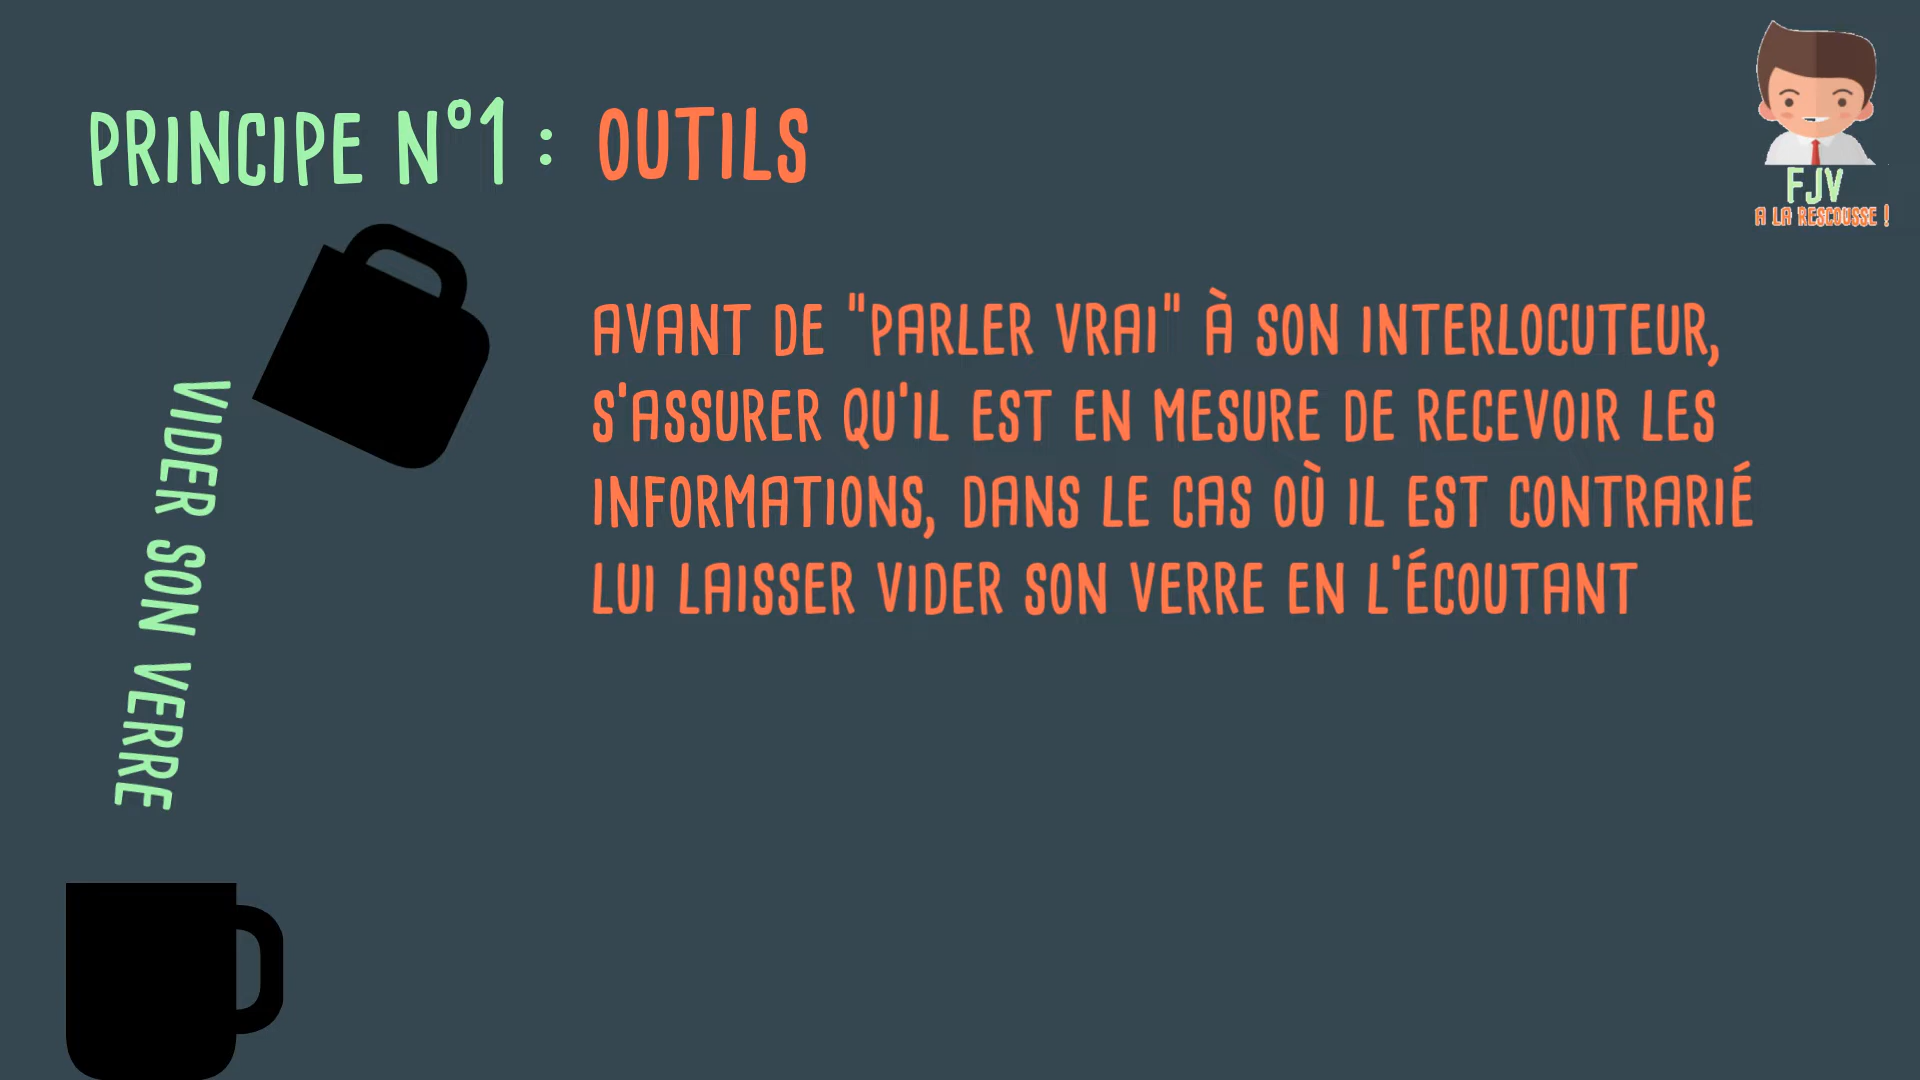 PRINCIPE N°1 : OUTILS
FJV
A LA RESCOUSSE !
AVANT DE "PARLER VRAI" À SON INTERLOCUTEUR,
S'ASSURER QU'IL EST EN MESURE DE RECEVOIR LES
INFORMATIONS, DANS LE CAS OÙ IL EST CONTRARIÉ
LUI LAISSER VIDER SON VERRE EN L'ÉCOUTANT
VIDER SON VERRE